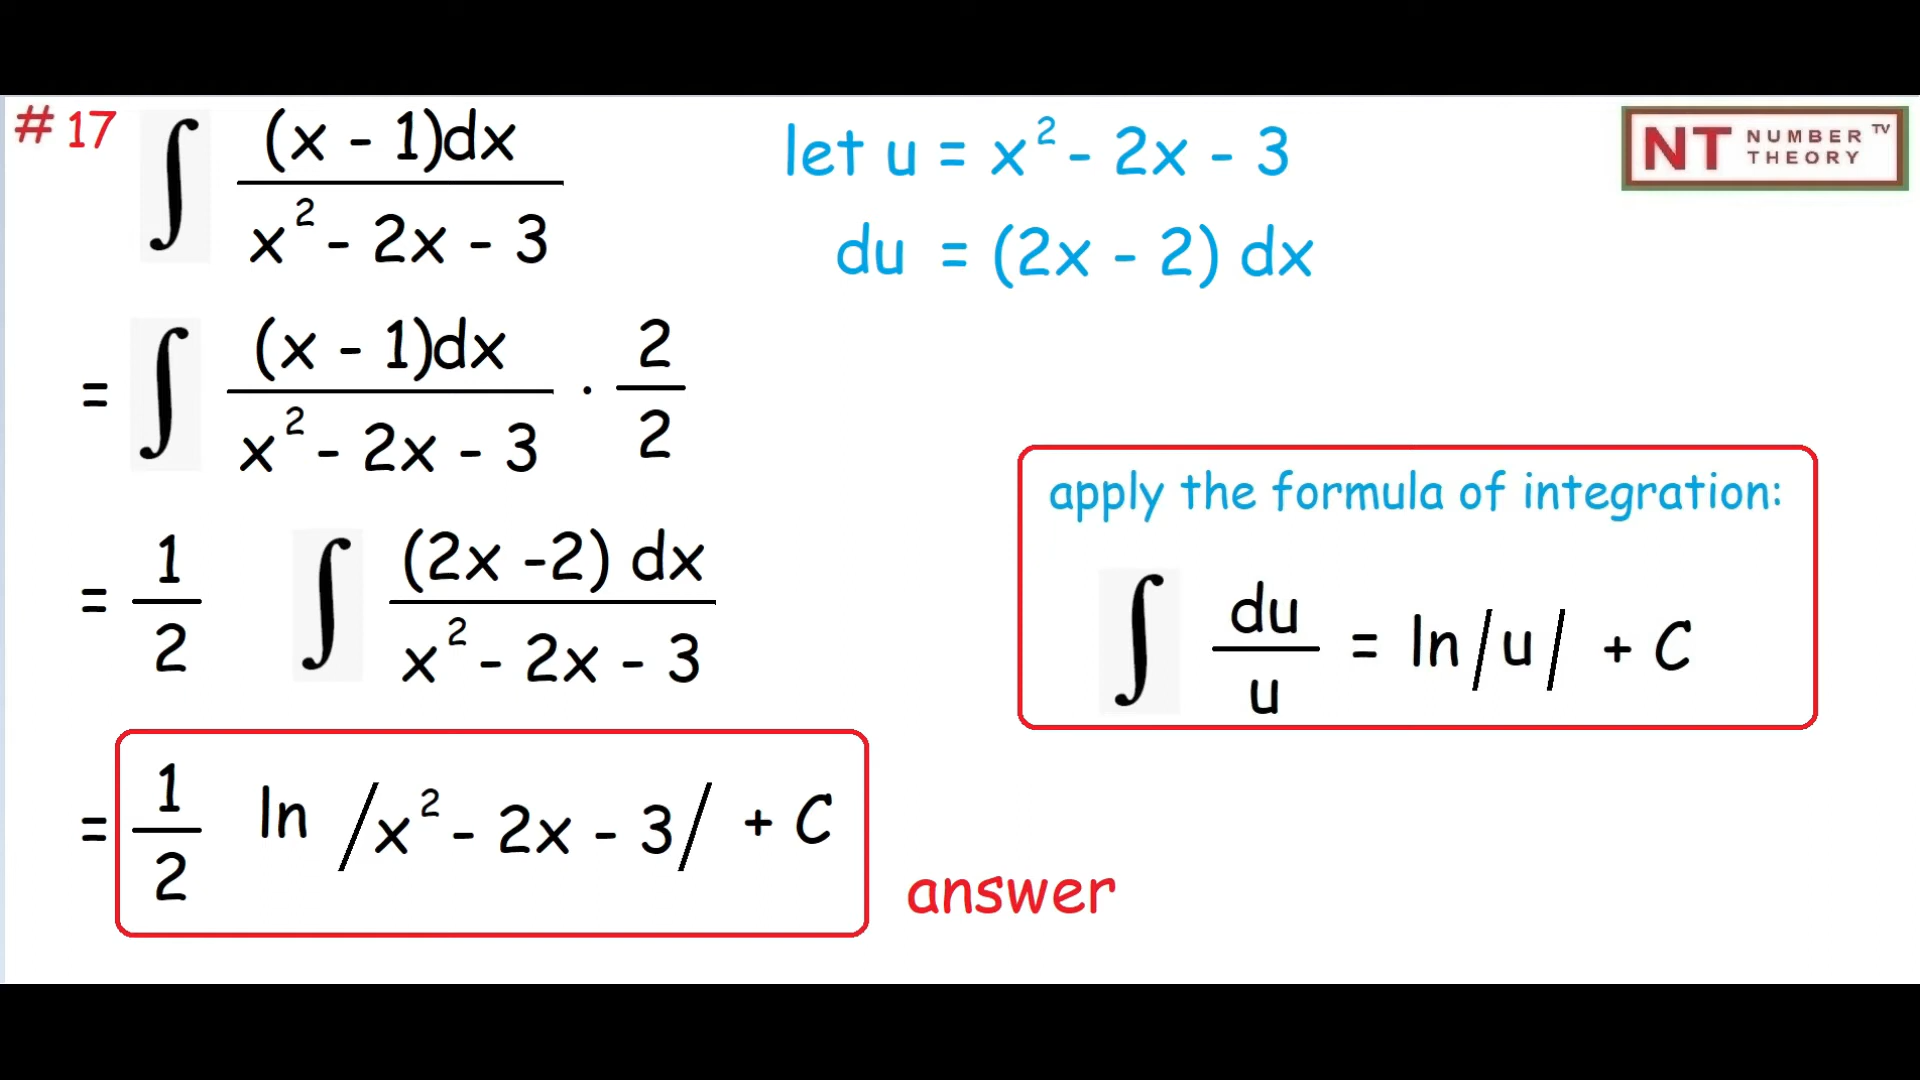 # 17 ∫ (x - 1)dx / x² - 2x - 3
let u = x² - 2x - 3
du = (2x - 2) dx
NT NUMBER THEORY TV
= ∫ (x - 1)dx / x² - 2x - 3 · 2/2
= 1/2 ∫ (2x -2) dx / x² - 2x - 3
apply the formula of integration:
∫ du/u = ln/u/ + C
= 1/2 ln /x² - 2x - 3/ + C
answer